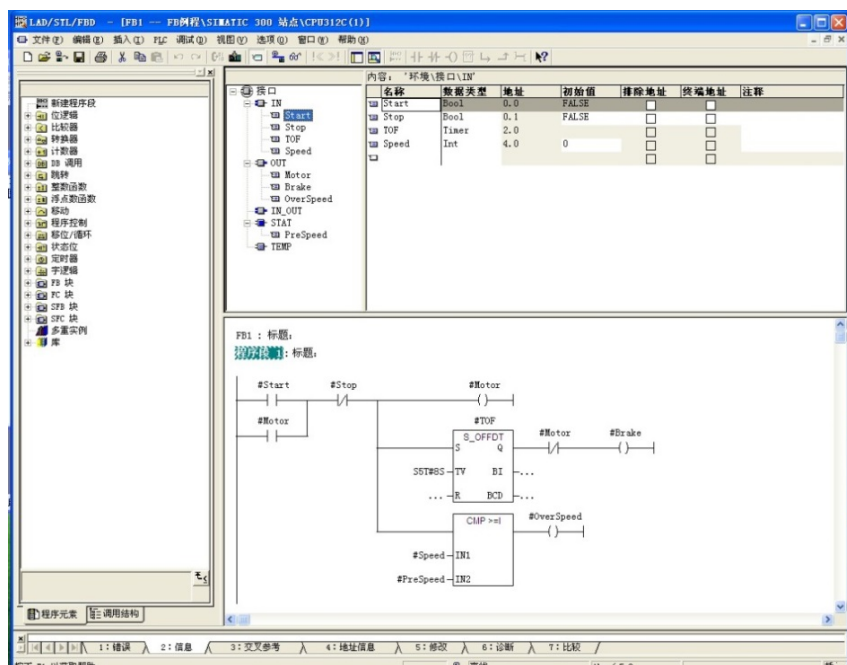 LAD/STL/FBD - [FB1 -- FB例程\SIMATIC 300 站点\CPU312C(1)]
文件(F) 编辑(E) 插入(I) PLC 调试(D) 视图(V) 选项(O) 窗口(W) 帮助(H)
内容: '环境\接口\IN'
名称 数据类型 地址 初始值 排除地址 终端地址 注释
Start Bool 0.0 FALSE
Stop Bool 0.1 FALSE
TOF Timer 2.0
Speed Int 4.0 0
接口
IN
Start
Stop
TOF
Speed
OUT
Motor
Brake
OverSpeed
IN_OUT
STAT
PreSpeed
TEMP
新建程序段
位逻辑
比较器
转换器
计数器
DB 调用
跳转
整数函数
浮点数函数
移动
程序控制
移位/循环
状态位
定时器
字逻辑
FB 块
FC 块
SFB 块
SFC 块
多重实例
库
FB1 : 标题:
程序段 1: 标题:
#Start #Stop #Motor
#Motor #TOF
S_OFFDT #Motor #Brake
S Q
S5T#8S TV BI ...
... R BCD ...
CMP >=I #OverSpeed
#Speed IN1
#PreSpeed IN2
程序元素 调用结构
1: 错误 2: 信息 3: 交叉参考 4: 地址信息 5: 修改 6: 诊断 7: 比较